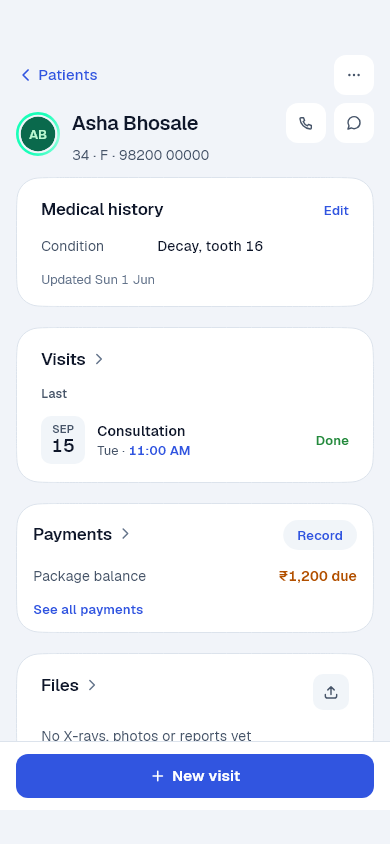 Patients
AB
Asha Bhosale
34 · F · 98200 00000
Medical history
Edit
Condition Decay, tooth 16
Updated Sun 1 Jun
Visits
Last
SEP
15
Consultation
Tue · 11:00 AM
Done
Payments
Record
Package balance ₹1,200 due
See all payments
Files
No X-rays, photos or reports yet
+ New visit